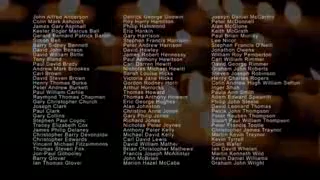 John Alfred Anderson
Colin Mark Ashcroft
James Gary Aspinall
Kester Roger Marcus Ball
Gerard Bernard Patrick Baron
Simon Bell
Barry Sidney Bennett
David John Benson
David William Birtle
Tony Bland
Paul David Brady
Andrew Mark Brookes
Carl Brown
David Steven Brown
Henry Thomas Burke
Peter Andrew Burkett
Paul William Carlile
Raymond Thomas Chapman
Gary Christopher Church
Joseph Clark
Paul Clark
Gary Collins
Stephen Paul Copoc
Tracey Elizabeth Cox
James Philip Delaney
Christopher Barry Devonside
Christopher Edwards
Vincent Michael Fitzsimmons
Thomas Steven Fox
Jon-Paul Gilhooley
Barry Glover
Ian Thomas Glover
Derrick George Godwin
Roy Harry Hamilton
Philip Hammond
Eric Hankin
Gary Harrison
Stephen Francis Harrison
Peter Andrew Harrison
David Hawley
James Robert Hennessy
Paul Anthony Hewitson
Carl Darren Hewitt
Nicholas Michael Hewitt
Sarah Louise Hicks
Victoria Jane Hicks
Gordon Rodney Horn
Arthur Horrocks
Thomas Howard
Thomas Anthony Howard
Eric George Hughes
Alan Johnston
Christine Anne Jones
Gary Philip Jones
Richard Jones
Nicholas Peter Joynes
Anthony Peter Kelly
Michael David Kelly
Carl David Lewis
David William Mather
Brian Christopher Mathews
Francis Joseph McAllister
John McBrien
Marion Hazel McCabe
Joseph Daniel McCarthy
Peter McDonnell
Alan McGlone
Keith McGrath
Paul Brian Murray
Lee Nicol
Stephen Francis O'Neill
Jonathon Owens
William Roy Pemberton
Carl William Rimmer
David George Rimmer
Graham John Roberts
Steven Joseph Robinson
Henry Charles Rogers
Colin Andrew Hugh William Sefton
Inger Shah
Paula Ann Smith
Adam Edward Spearritt
Philip John Steele
David Leonard Thomas
Patrick John Thompson
Peter Reuben Thompson
Stuart Paul William Thompson
Peter Francis Tootle
Christopher James Traynor
Martin Kevin Traynor
Kevin Tyrrell
Colin Wafer
Ian David Whelan
Martin Kenneth Wild
Kevin Daniel Williams
Graham John Wright